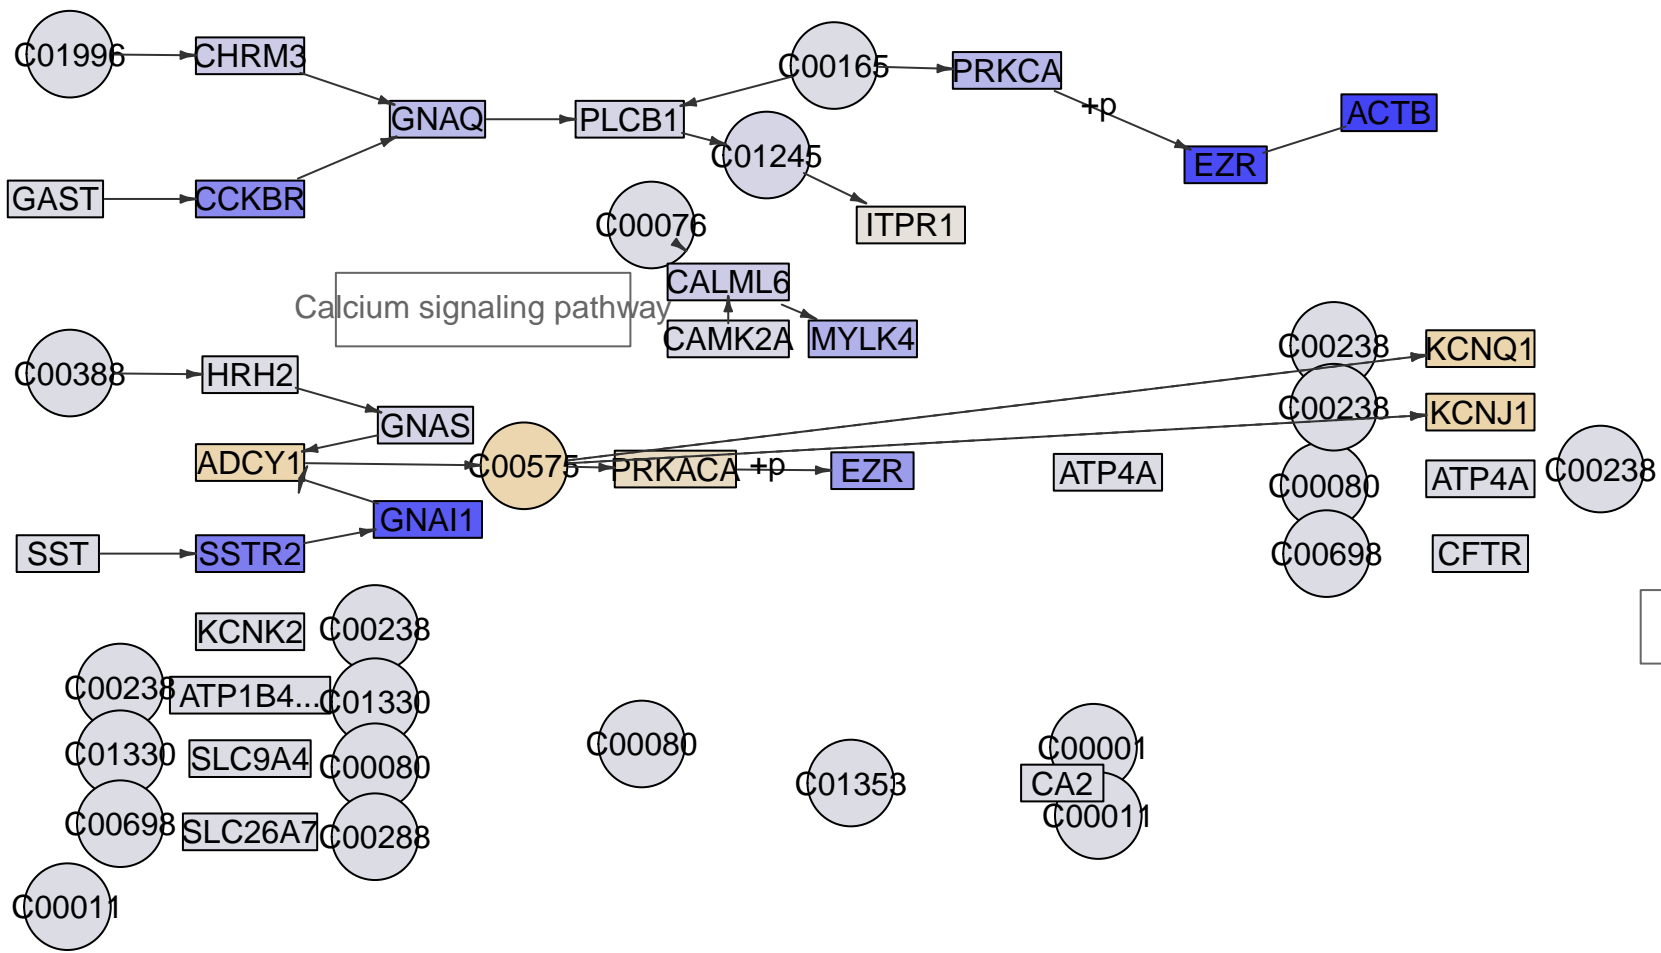 C01996
CHRM3
C00165
PRKCA
+p
ACTB
GNAQ
PLCB1
C01245
EZR
GAST
CCKBR
C00076
ITPR1
CALML6
Calcium signaling pathway
CAMK2A
MYLK4
C00238
KCNQ1
C00388
HRH2
C00238
KCNJ1
GNAS
ADCY1
C00575
PRKACA
+p
EZR
ATP4A
C00080
ATP4A
C00238
GNAI1
SST
SSTR2
C00698
CFTR
KCNK2
C00238
C00238
ATP1B4...
C01330
C01330
SLC9A4
C00080
C00080
C01353
C00001
CA2
C00011
C00698
SLC26A7
C00288
C00011